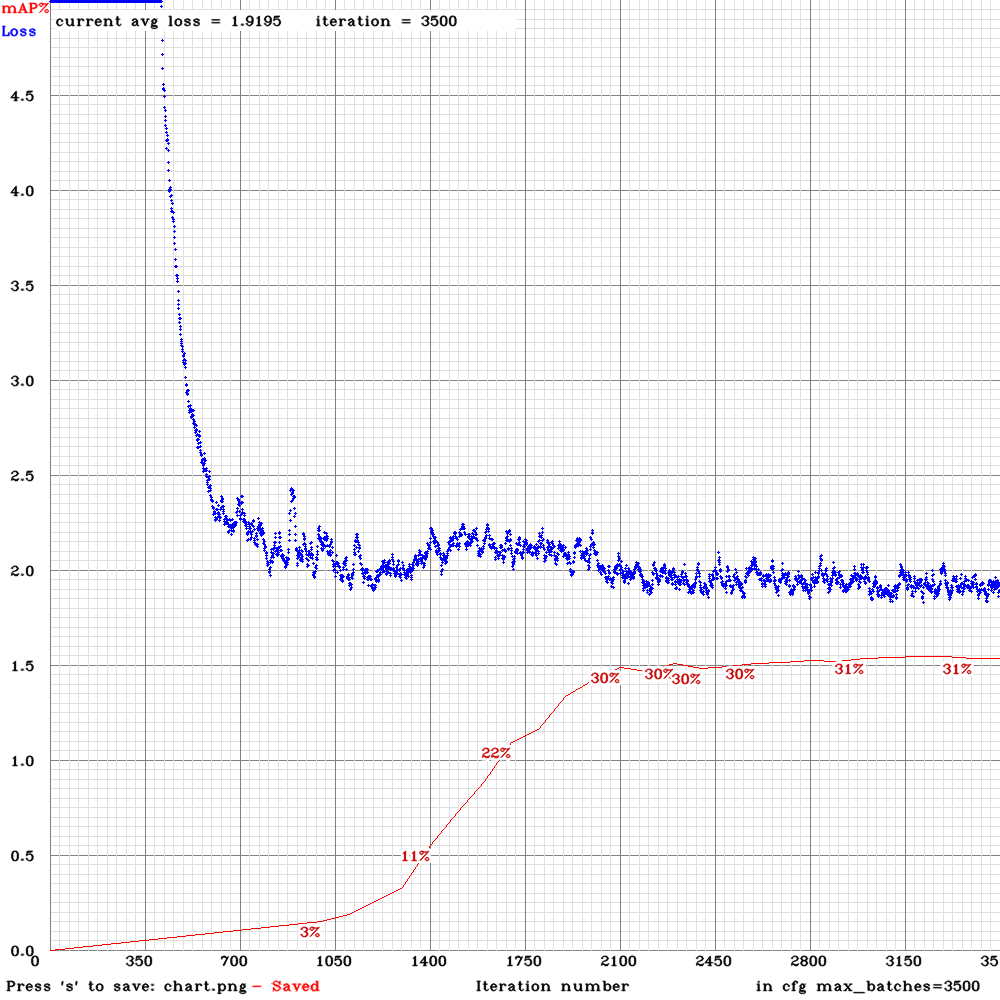 mAP%
current avg loss = 1.9195 iteration = 3500
Loss
4.5
4.0
3.5
3.0
2.5
2.0
1.5
30% 30% 30% 30% 31% 31%
1.0
22%
0.5
11%
3%
0.0
0 350 700 1050 1400 1750 2100 2450 2800 3150 35
Press 's' to save: chart.png - Saved Iteration number in cfg max_batches=3500